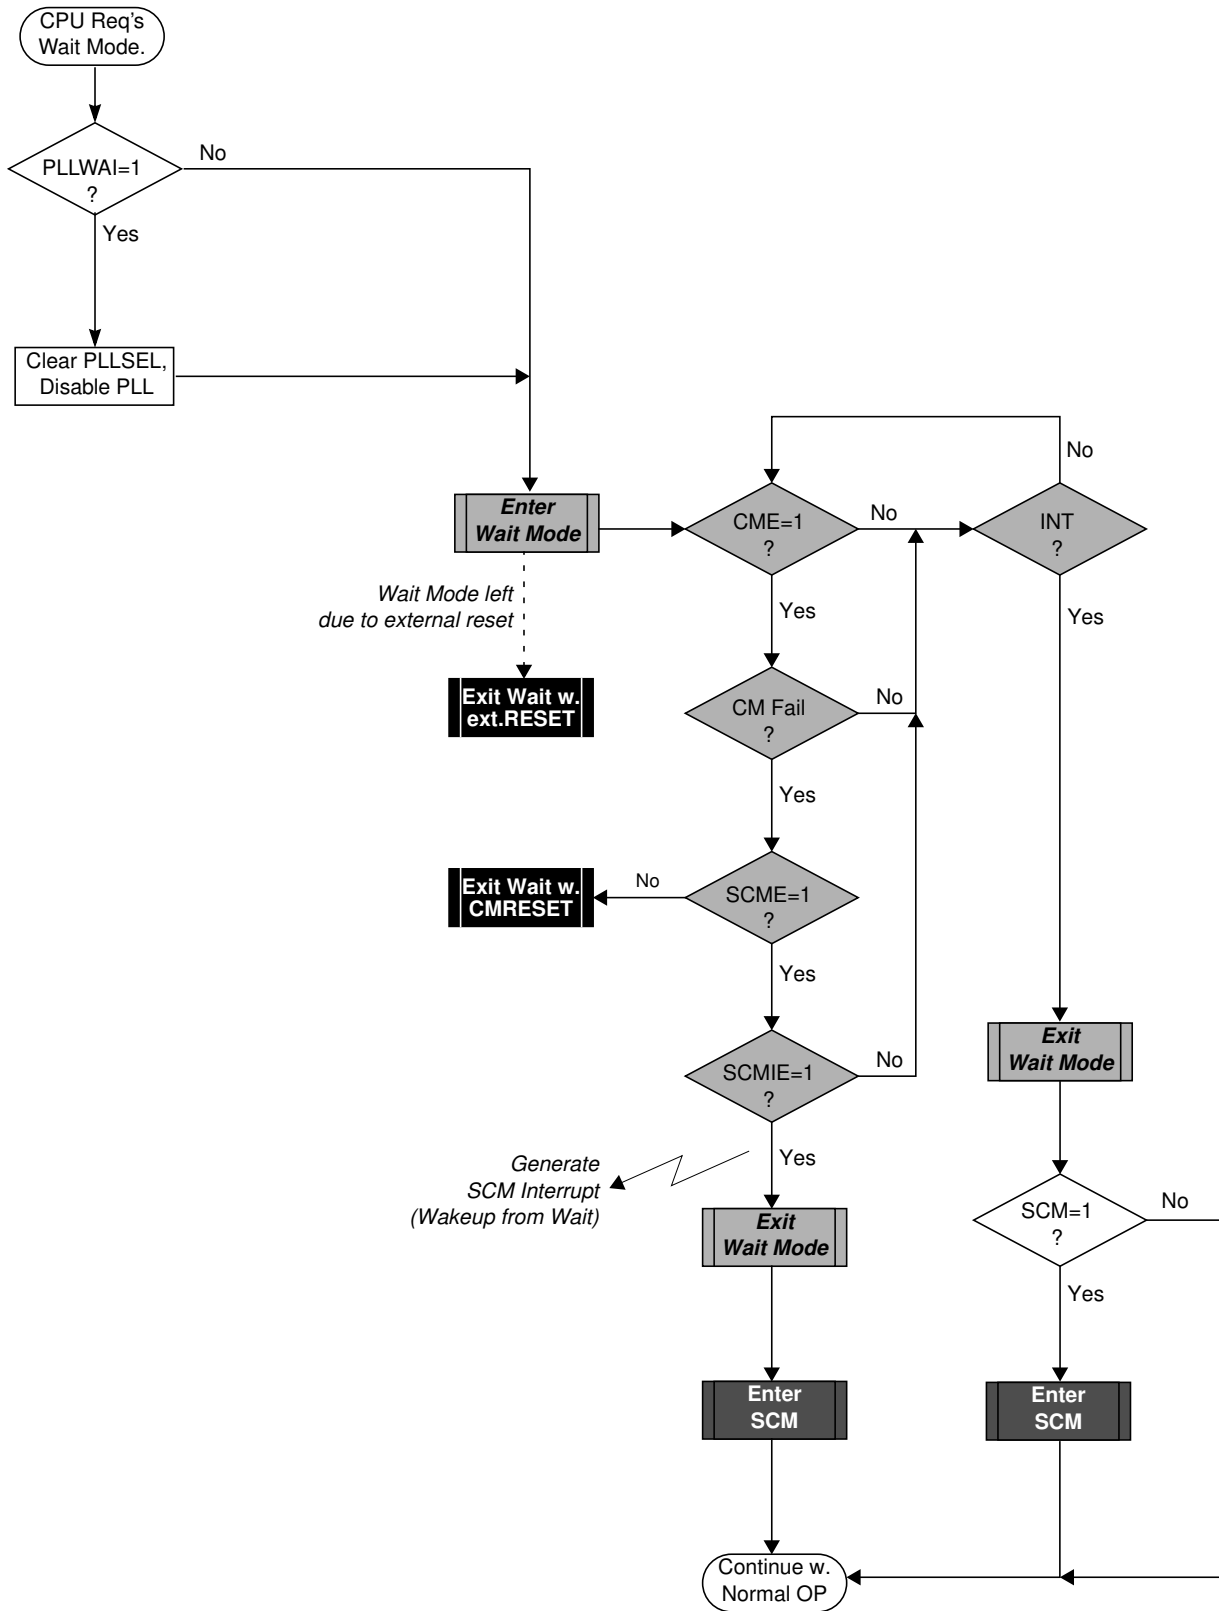 CPU Req's
Wait Mode.
PLLWAI=1
?
No
Yes
Clear PLLSEL,
Disable PLL
No
Enter
Wait Mode
CME=1
?
No
INT
?
Wait Mode left
due to external reset
Yes
Yes
Exit Wait w.
ext.RESET
CM Fail
?
No
Yes
Exit Wait w.
CMRESET
No
SCME=1
?
Yes
SCMIE=1
?
No
Exit
Wait Mode
Generate
SCM Interrupt
(Wakeup from Wait)
Yes
Exit
Wait Mode
SCM=1
?
No
Yes
Enter
SCM
Enter
SCM
Continue w.
Normal OP